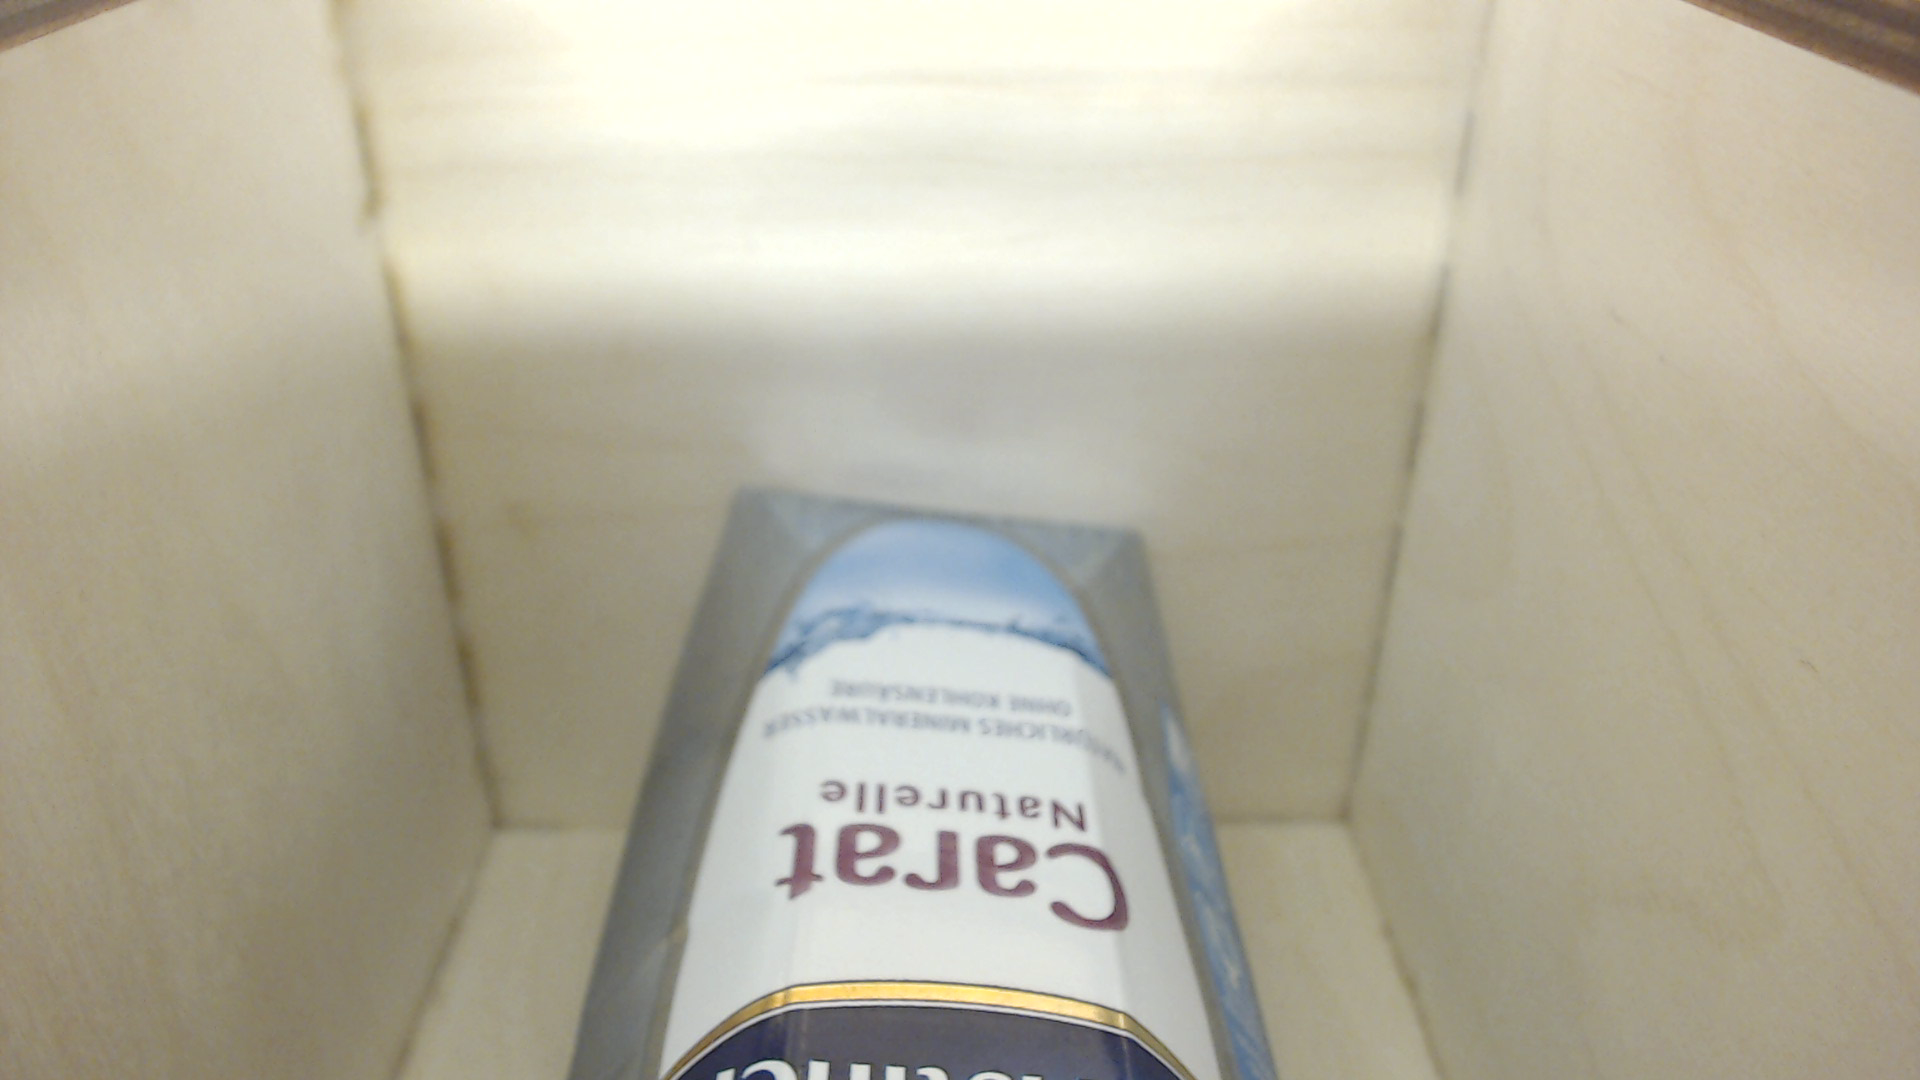 Carat
Naturelle
NATÜRLICHES MINERALWASSER
OHNE KOHLENSÄURE